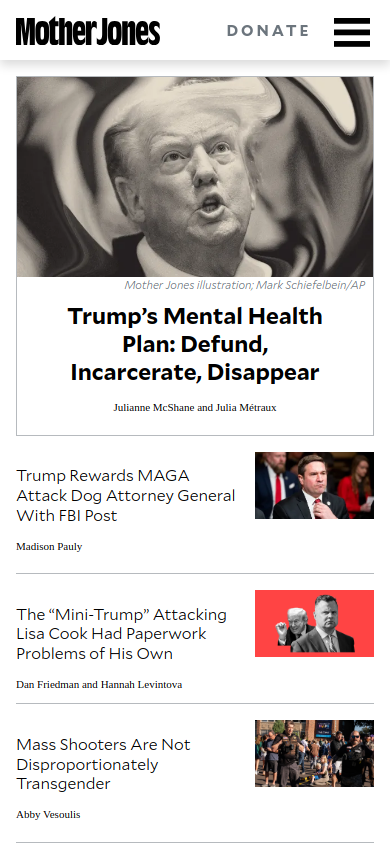 Mother Jones
DONATE
Mother Jones illustration; Mark Schiefelbein/AP
Trump’s Mental Health
Plan: Defund,
Incarcerate, Disappear
Julianne McShane and Julia Métraux
Trump Rewards MAGA
Attack Dog Attorney General
With FBI Post
Madison Pauly
The “Mini-Trump” Attacking
Lisa Cook Had Paperwork
Problems of His Own
Dan Friedman and Hannah Levintova
Mass Shooters Are Not
Disproportionately
Transgender
Abby Vesoulis